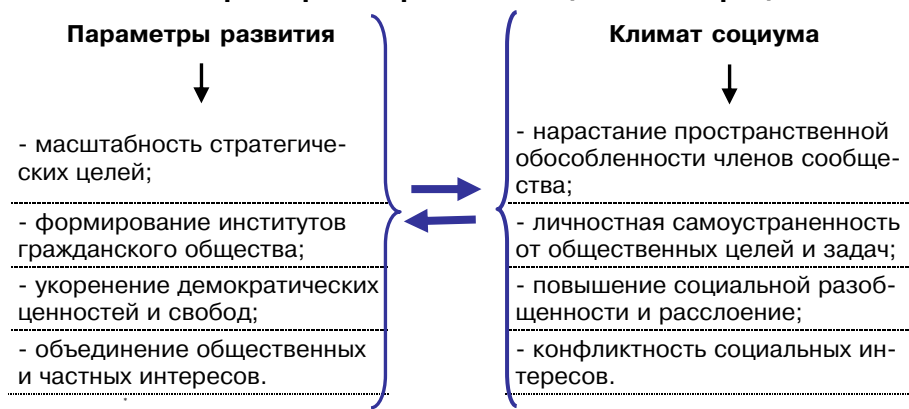 Параметры развития
- масштабность стратегиче-
ских целей;
- формирование институтов
гражданского общества;
- укоренение демократических
ценностей и свобод;
- объединение общественных
и частных интересов.
Климат социума
- нарастание пространственной
обособленности членов сообще-
ства;
- личностная самоустраненность
от общественных целей и задач;
- повышение социальной разоб-
щенности и расслоение;
- конфликтность социальных ин-
тересов.